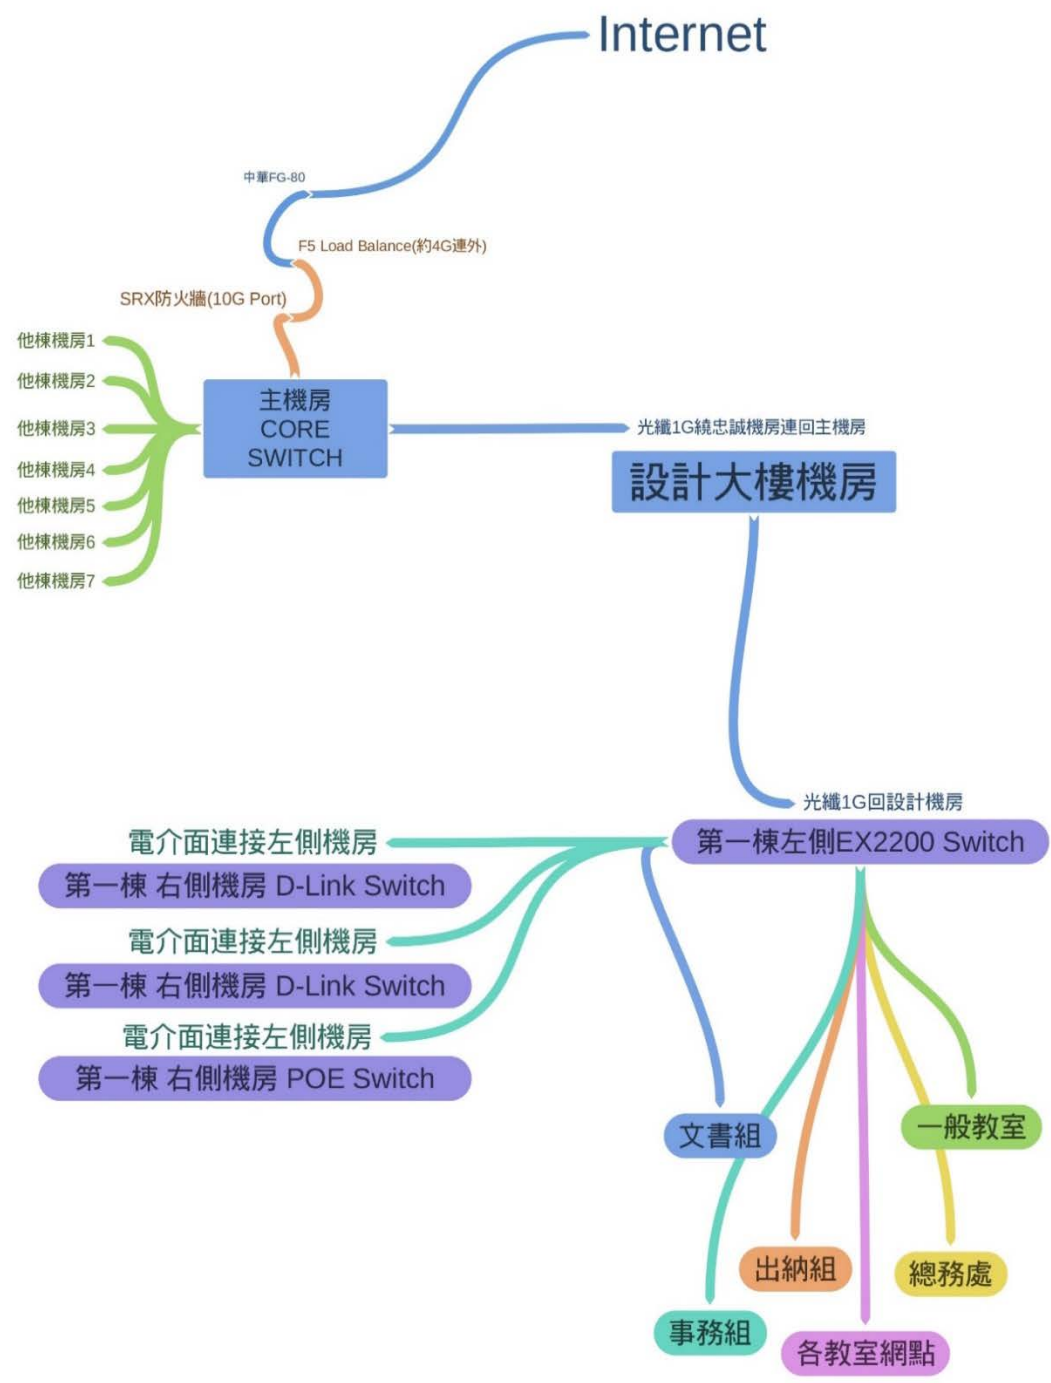 Internet
中華FG-80
F5 Load Balance(約4G連外)
SRX防火牆(10G Port)
他棟機房1
他棟機房2
他棟機房3
他棟機房4
他棟機房5
他棟機房6
他棟機房7
主機房
CORE
SWITCH
光纖1G繞忠誠機房連回主機房
設計大樓機房
光纖1G回設計機房
第一棟左側EX2200 Switch
電介面連接左側機房
第一棟 右側機房 D-Link Switch
電介面連接左側機房
第一棟 右側機房 D-Link Switch
電介面連接左側機房
第一棟 右側機房 POE Switch
文書組
一般教室
出納組
總務處
事務組
各教室網點